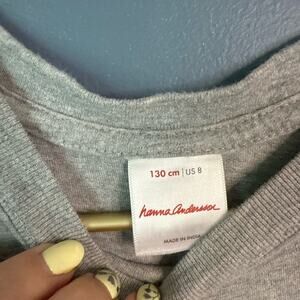 130 cm | US 8
hanna andersson
MADE IN INDIA